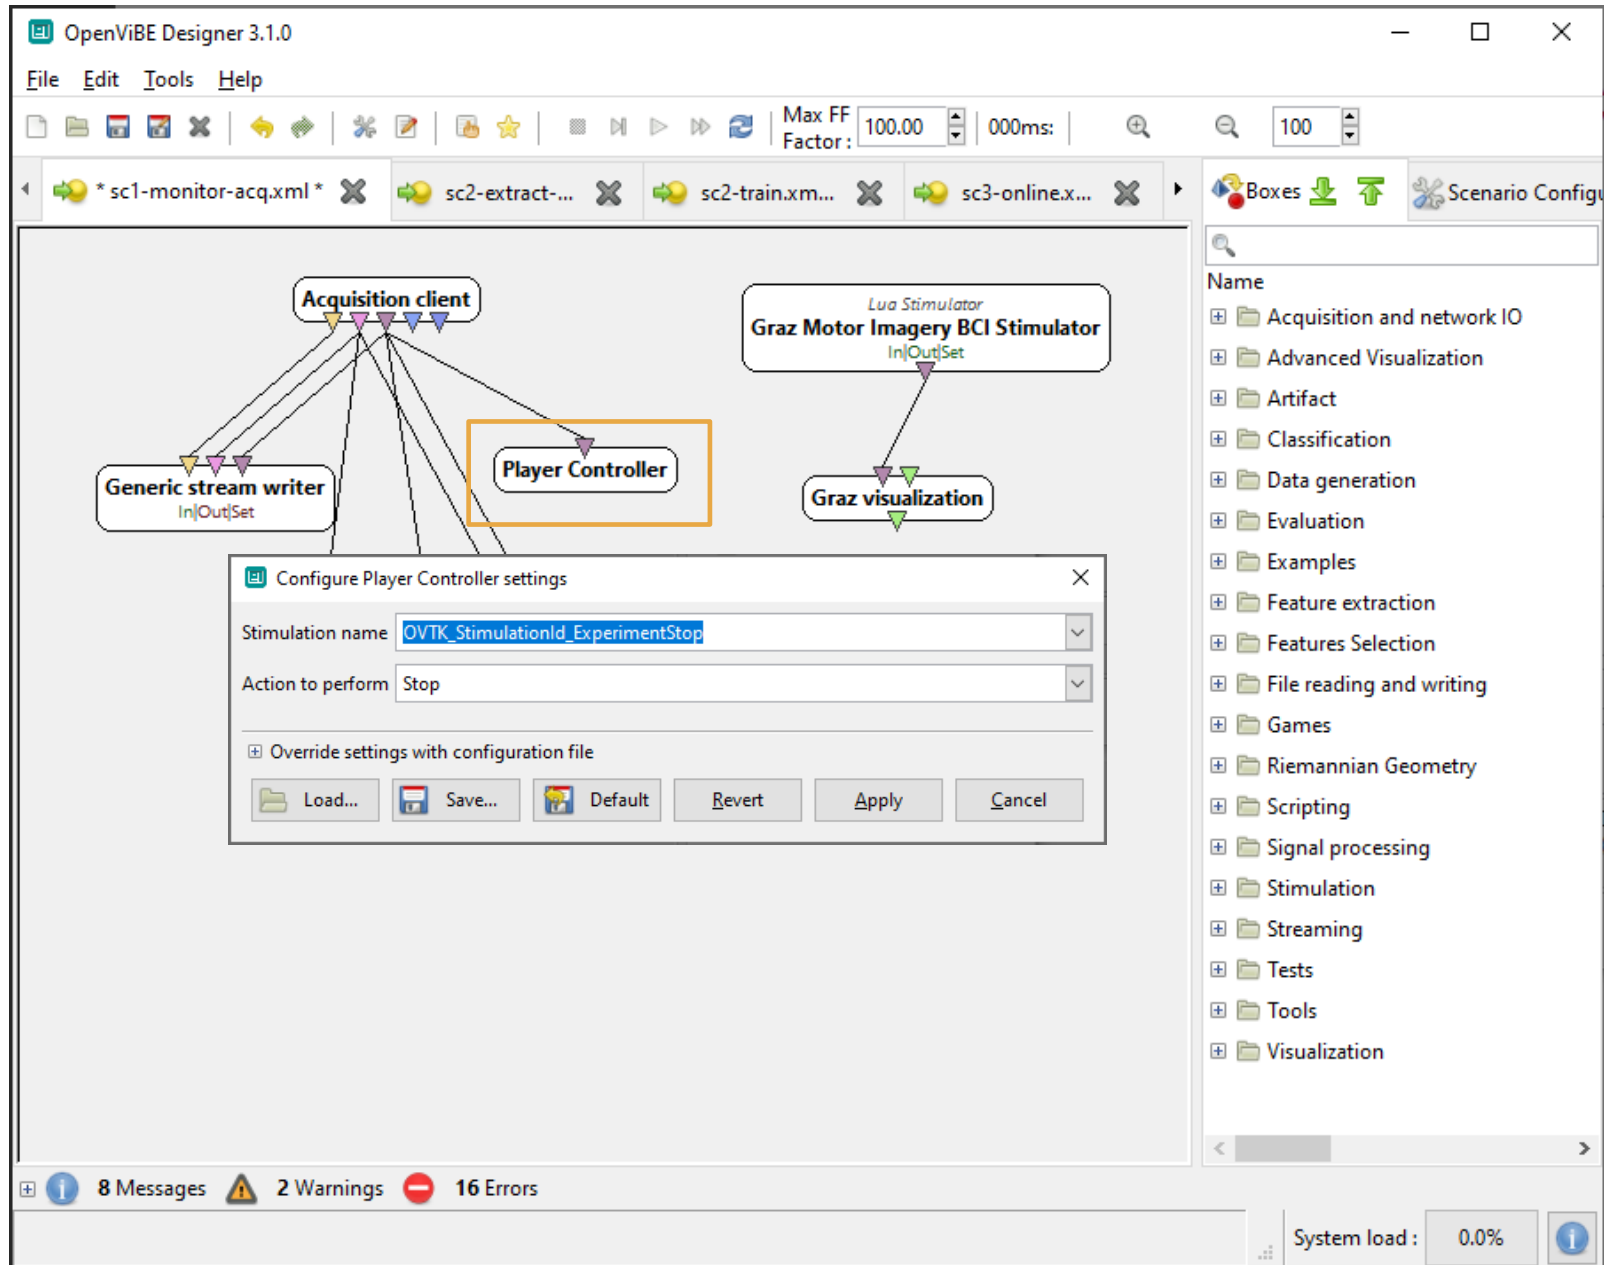 OpenViBE Designer 3.1.0
File Edit Tools Help
Max FF
Factor : 100.00 000ms: 100
* sc1-monitor-acq.xml * sc2-extract-... sc2-train.xm... sc3-online.x... Boxes Scenario Configu
Name
Acquisition and network IO
Advanced Visualization
Artifact
Classification
Data generation
Evaluation
Examples
Feature extraction
Features Selection
File reading and writing
Games
Riemannian Geometry
Scripting
Signal processing
Stimulation
Streaming
Tests
Tools
Visualization
Acquisition client
Lua Stimulator
Graz Motor Imagery BCI Stimulator
In|Out|Set
Player Controller
Generic stream writer
In|Out|Set
Graz visualization
Configure Player Controller settings
Stimulation name OVTK_StimulationId_ExperimentStop
Action to perform Stop
Override settings with configuration file
Load... Save... Default Revert Apply Cancel
8 Messages 2 Warnings 16 Errors
System load : 0.0%